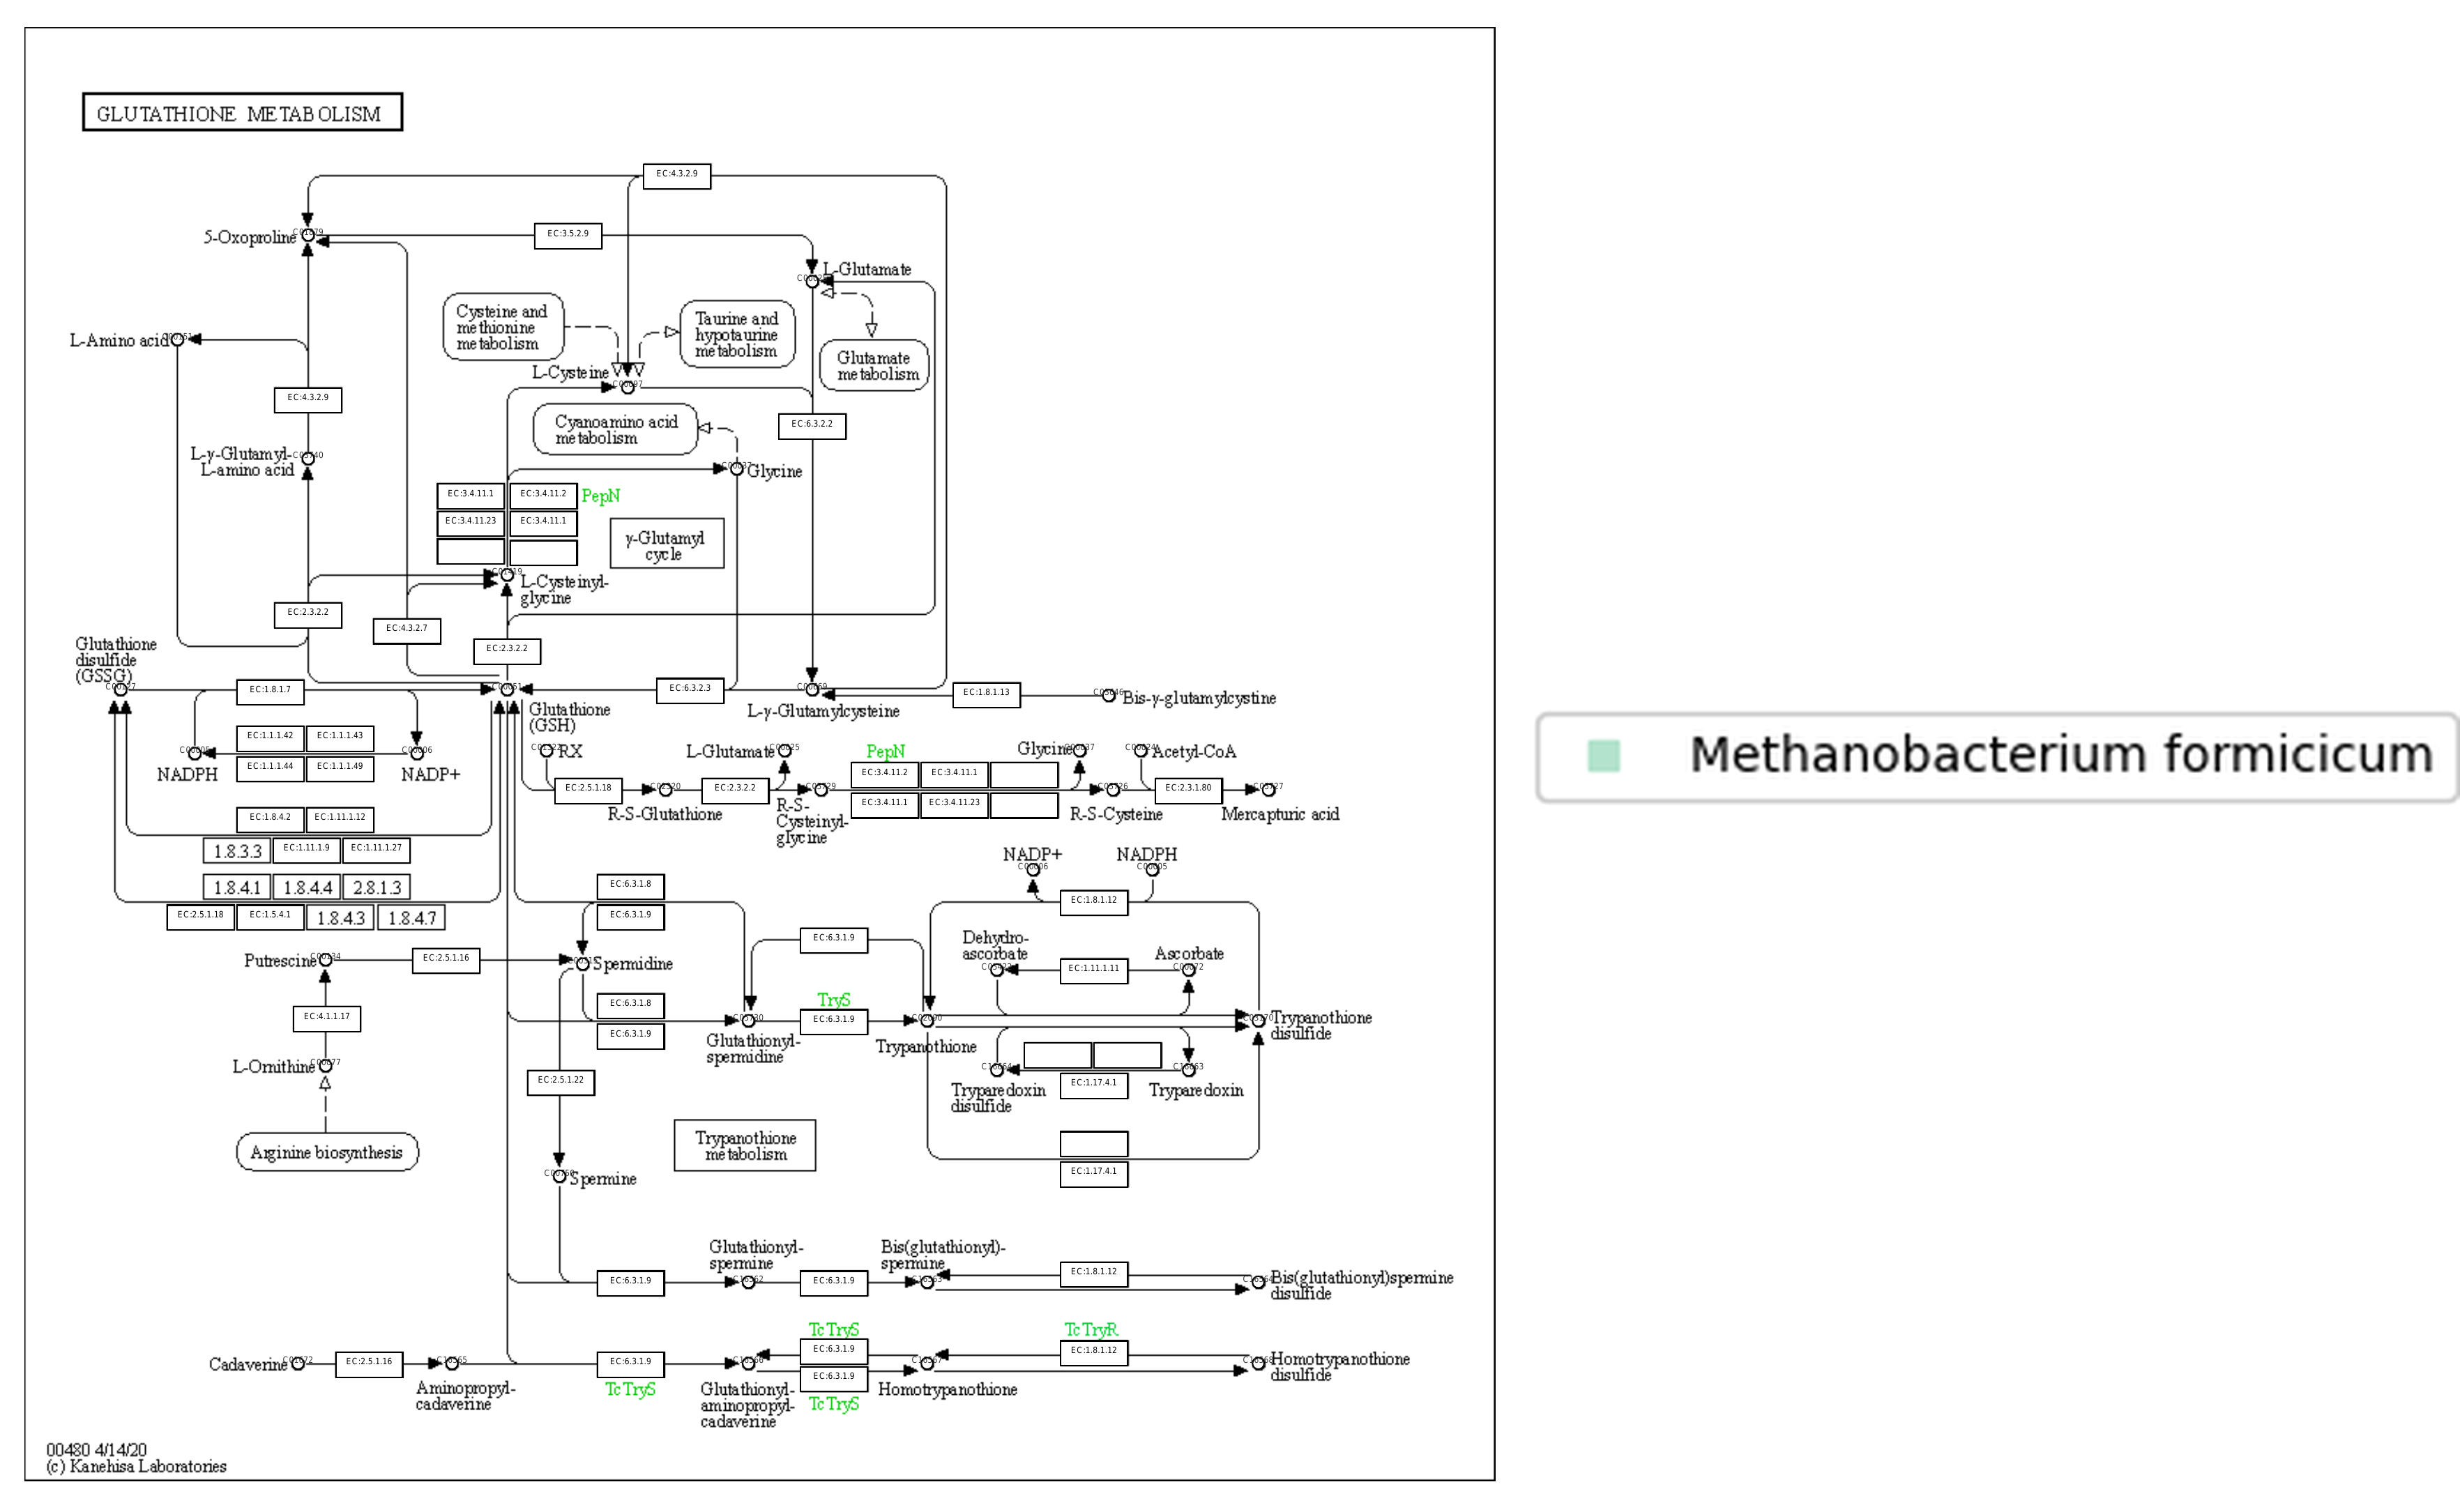 GLUTATHIONE METABOLISM
EC:4.3.2.9
5-Oxoproline
EC:3.5.2.9
L-Glutamate
Cysteine and
methionine
metabolism
Taurine and
hypotaurine
metabolism
Glutamate
metabolism
L-Amino acid
L-Cysteine
EC:4.3.2.9
Cyanoamino acid
metabolism
EC:6.3.2.2
L-γ-Glutamyl-
L-amino acid
Glycine
EC:3.4.11.1
EC:3.4.11.2
PepN
EC:3.4.11.23
EC:3.4.11.1
γ-Glutamyl
cycle
L-Cysteinyl-
glycine
EC:2.3.2.2
EC:4.3.2.7
EC:2.3.2.2
Glutathione
disulfide
(GSSG)
EC:1.8.1.7
EC:6.3.2.3
EC:1.8.1.13
Bis-γ-glutamylcystine
Glutathione
(GSH)
L-γ-Glutamylcysteine
EC:1.1.1.42
EC:1.1.1.43
EC:1.1.1.44
EC:1.1.1.49
NADPH
NADP+
RX
L-Glutamate
PepN
Glycine
Acetyl-CoA
EC:3.4.11.2
EC:3.4.11.1
EC:2.5.1.18
EC:2.3.2.2
EC:2.3.1.80
EC:3.4.11.1
EC:3.4.11.23
R-S-Glutathione
R-S-
Cysteinyl-
glycine
R-S-Cysteine
Mercapturic acid
Methanobacterium formicicum
EC:1.8.4.2
EC:1.11.1.12
1.8.3.3
EC:1.11.1.9
EC:1.11.1.27
1.8.4.1
1.8.4.4
2.8.1.3
EC:2.5.1.18
EC:1.5.4.1
1.8.4.3
1.8.4.7
NADP+
C00006
NADPH
C00005
EC:6.3.1.8
EC:6.3.1.9
EC:1.8.1.12
Putrescine
EC:2.5.1.16
Spermidine
EC:6.3.1.9
Dehydro-
ascorbate
EC:1.11.1.11
Ascorbate
EC:4.1.1.17
EC:6.3.1.8
EC:6.3.1.9
TryS
EC:6.3.1.9
Trypanothione
disulfide
Glutathionyl-
spermidine
Trypanothione
L-Ornithine
EC:2.5.1.22
EC:1.17.4.1
Tryparedoxin
disulfide
Tryparedoxin
Arginine biosynthesis
Trypanothione
metabolism
EC:1.17.4.1
Spermine
Glutathionyl-
spermine
Bis(glutathionyl)-
spermine
EC:6.3.1.9
EC:6.3.1.9
EC:1.8.1.12
Bis(glutathionyl)spermine
disulfide
TcTryS
TcTryR
Cadaverine
EC:2.5.1.16
EC:6.3.1.9
EC:6.3.1.9
EC:1.8.1.12
Homotrypanothione
disulfide
EC:6.3.1.9
Aminopropyl-
cadaverine
TcTryS
Glutathionyl-
aminopropyl-
cadaverine
TcTryS
Homotrypanothione
00480 4/14/20
(c) Kanehisa Laboratories